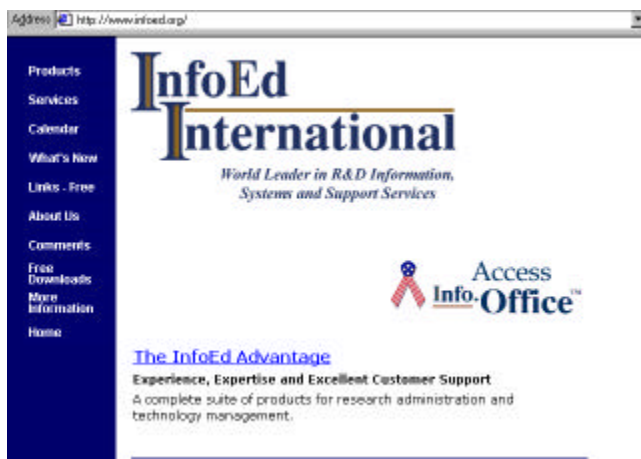 Address http://www.infoed.org/
Products
Services
Calendar
What's New
Links - Free
About Us
Comments
Free
Downloads
More
Information
Home
InfoEd
International
World Leader in R&D Information,
Systems and Support Services
Access
Info.Office™
The InfoEd Advantage
Experience, Expertise and Excellent Customer Support
A complete suite of products for research administration and
technology management.